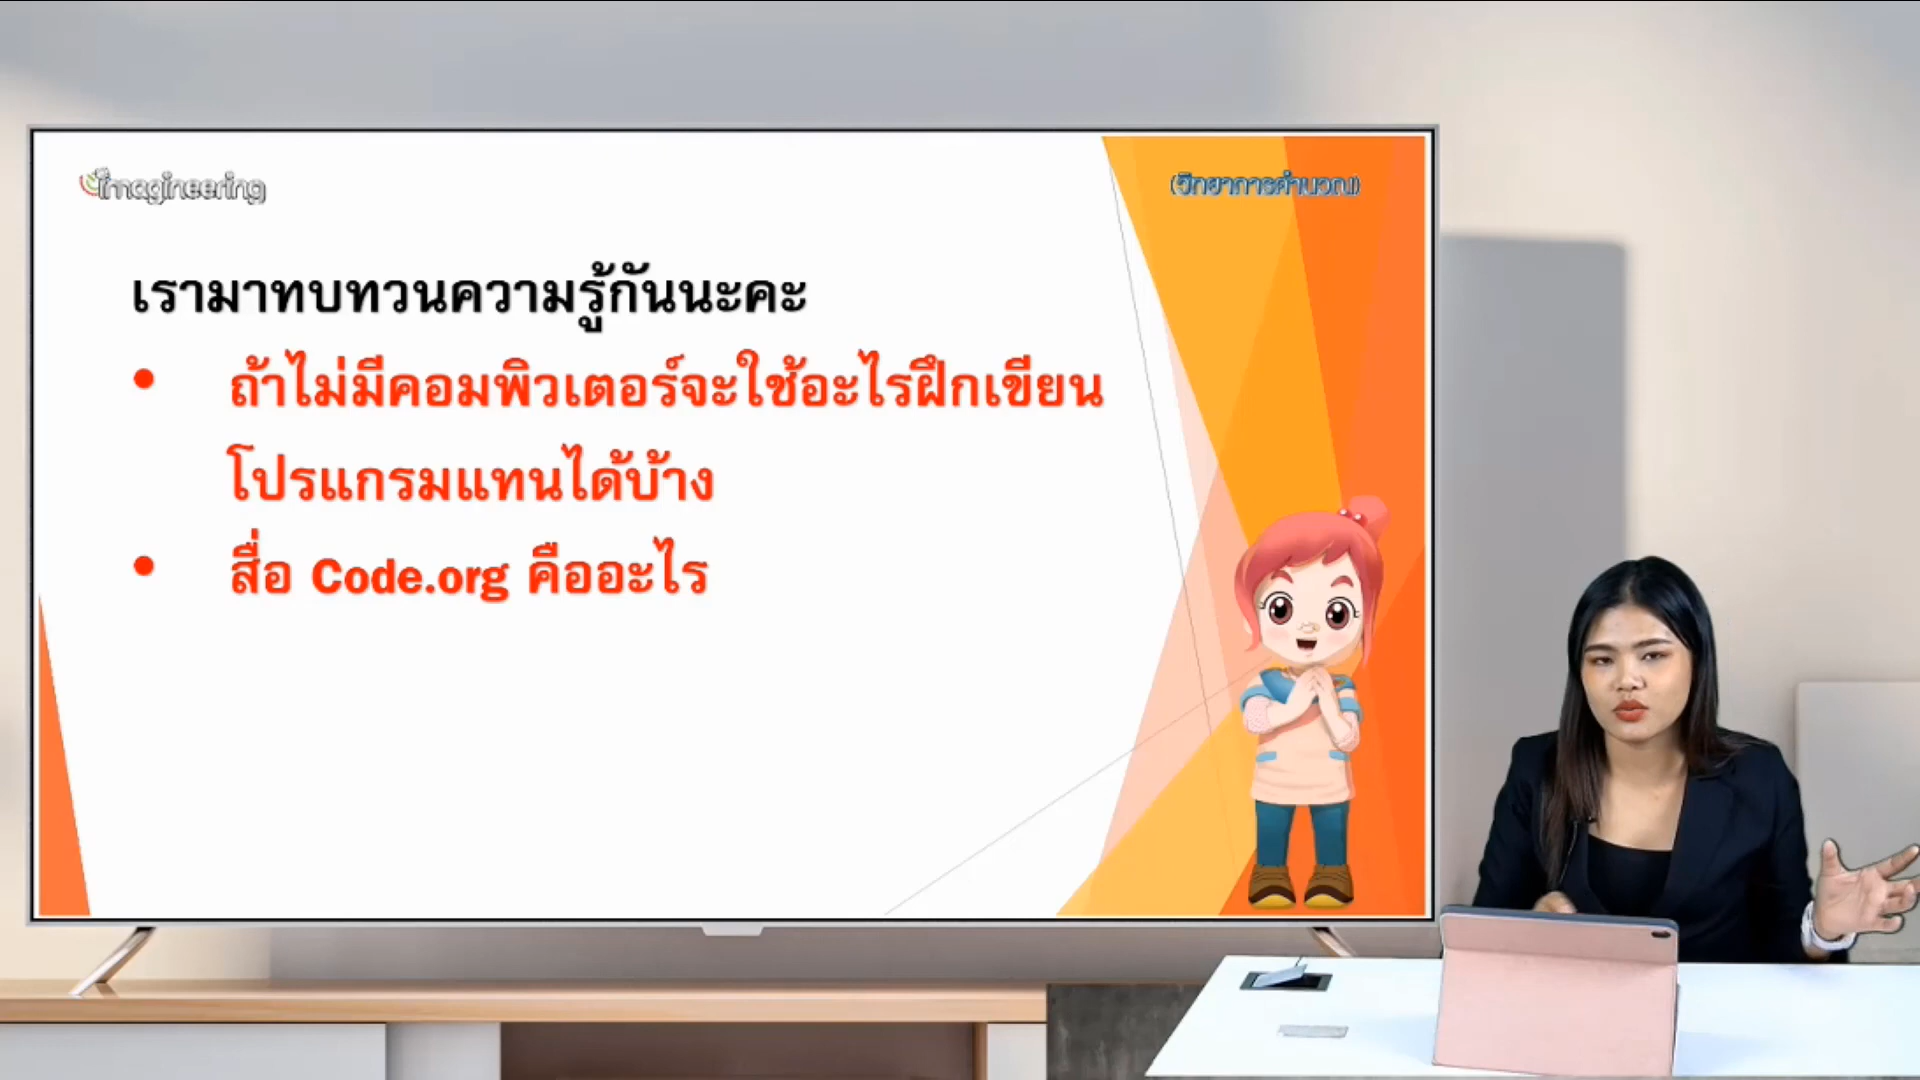 imagineering
(วิทยาการคำนวณ)
เรามาทบทวนความรู้กันนะคะ
• ถ้าไม่มีคอมพิวเตอร์จะใช้อะไรฝึกเขียน
โปรแกรมแทนได้บ้าง
• สื่อ Code.org คืออะไร